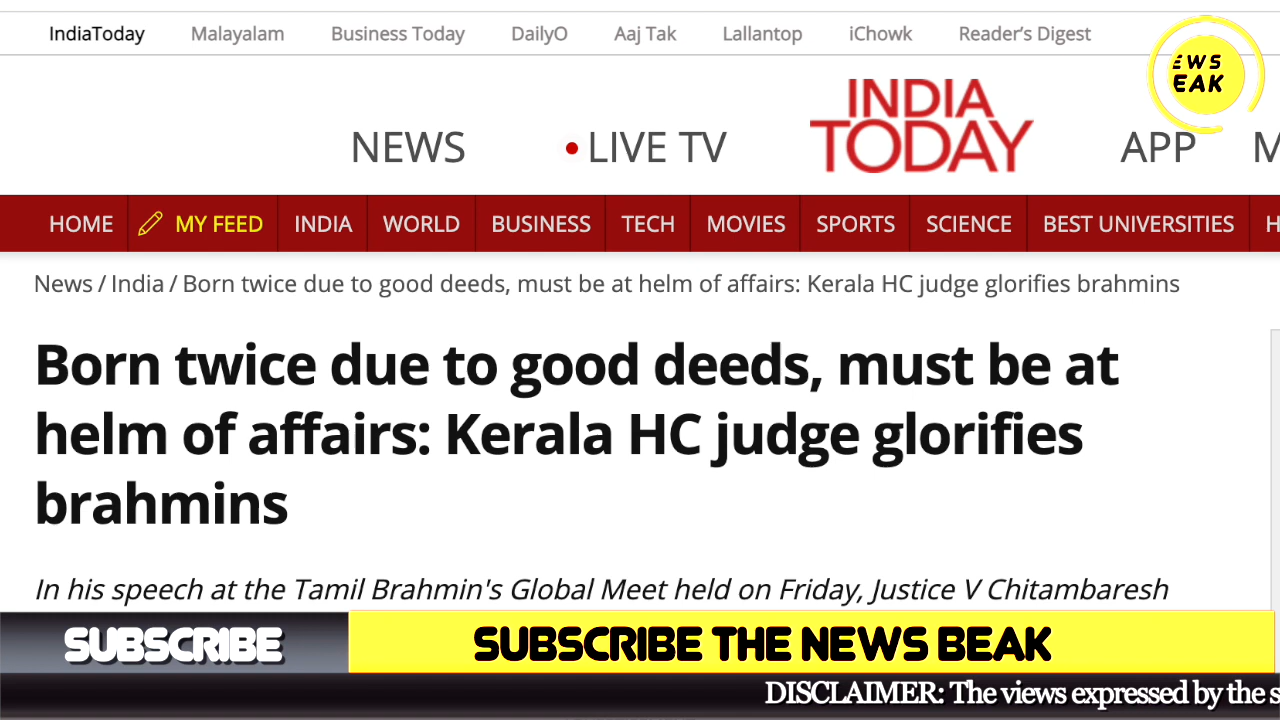 IndiaToday Malayalam Business Today DailyO Aaj Tak Lallantop iChowk Reader's Digest
EWS
EAK
NEWS LIVE TV INDIA TODAY APP M
HOME MY FEED INDIA WORLD BUSINESS TECH MOVIES SPORTS SCIENCE BEST UNIVERSITIES H
News / India / Born twice due to good deeds, must be at helm of affairs: Kerala HC judge glorifies brahmins
Born twice due to good deeds, must be at
helm of affairs: Kerala HC judge glorifies
brahmins
In his speech at the Tamil Brahmin's Global Meet held on Friday, Justice V Chitambaresh
SUBSCRIBE SUBSCRIBE THE NEWS BEAK
DISCLAIMER: The views expressed by the s